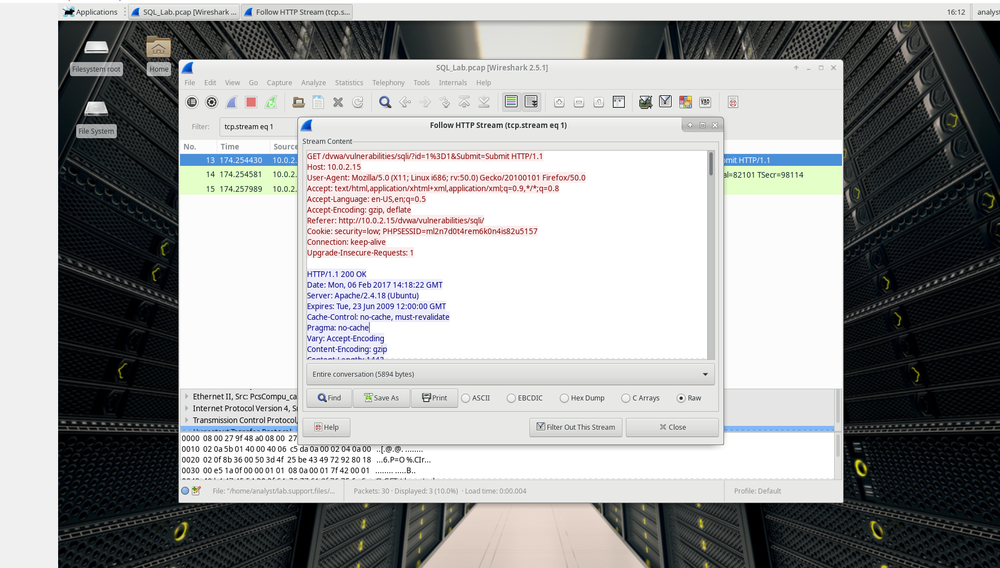 Applications
SQL_Lab.pcap [Wireshark ...
Follow HTTP Stream (tcp.s...
16:12
analyst
Filesystem root
Home
File System
SQL_Lab.pcap [Wireshark 2.5.1]
File Edit View Go Capture Analyze Statistics Telephony Tools Internals Help
Filter: tcp.stream eq 1
No. Time Source
13 174.254430 10.0.2. bmit HTTP/1.1
14 174.254581 10.0.2. al=82101 TSecr=98114
15 174.257989 10.0.2.
Follow HTTP Stream (tcp.stream eq 1)
Stream Content
GET /dvwa/vulnerabilities/sqli/?id=1%3D1&Submit=Submit HTTP/1.1
Host: 10.0.2.15
User-Agent: Mozilla/5.0 (X11; Linux i686; rv:50.0) Gecko/20100101 Firefox/50.0
Accept: text/html,application/xhtml+xml,application/xml;q=0.9,*/*;q=0.8
Accept-Language: en-US,en;q=0.5
Accept-Encoding: gzip, deflate
Referer: http://10.0.2.15/dvwa/vulnerabilities/sqli/
Cookie: security=low; PHPSESSID=ml2n7d0t4rem6k0n4is82u5157
Connection: keep-alive
Upgrade-Insecure-Requests: 1
HTTP/1.1 200 OK
Date: Mon, 06 Feb 2017 14:18:22 GMT
Server: Apache/2.4.18 (Ubuntu)
Expires: Tue, 23 Jun 2009 12:00:00 GMT
Cache-Control: no-cache, must-revalidate
Pragma: no-cache
Vary: Accept-Encoding
Content-Encoding: gzip
Content-Length: 1443
Entire conversation (5894 bytes)
Find Save As Print ASCII EBCDIC Hex Dump C Arrays Raw
Help Filter Out This Stream Close
Ethernet II, Src: PcsCompu_ca
Internet Protocol Version 4, Sr
Transmission Control Protocol,
Hypertext Transfer Protocol
0000 08 00 27 9f 48 a0 08 00 27
0010 02 0a 5b 01 40 00 40 06 c5 da 0a 00 02 04 0a 00 ..[.@.@. ........
0020 02 0f 8b 36 00 50 3d 4f 25 be 43 49 72 92 80 18 ...6.P=O %.CIr...
0030 00 e5 1a 0f 00 00 01 01 08 0a 00 01 7f 42 00 01 ........ .....B..
File: "/home/analyst/lab.support.files/...
Packets: 30 · Displayed: 3 (10.0%) · Load time: 0:00.004
Profile: Default